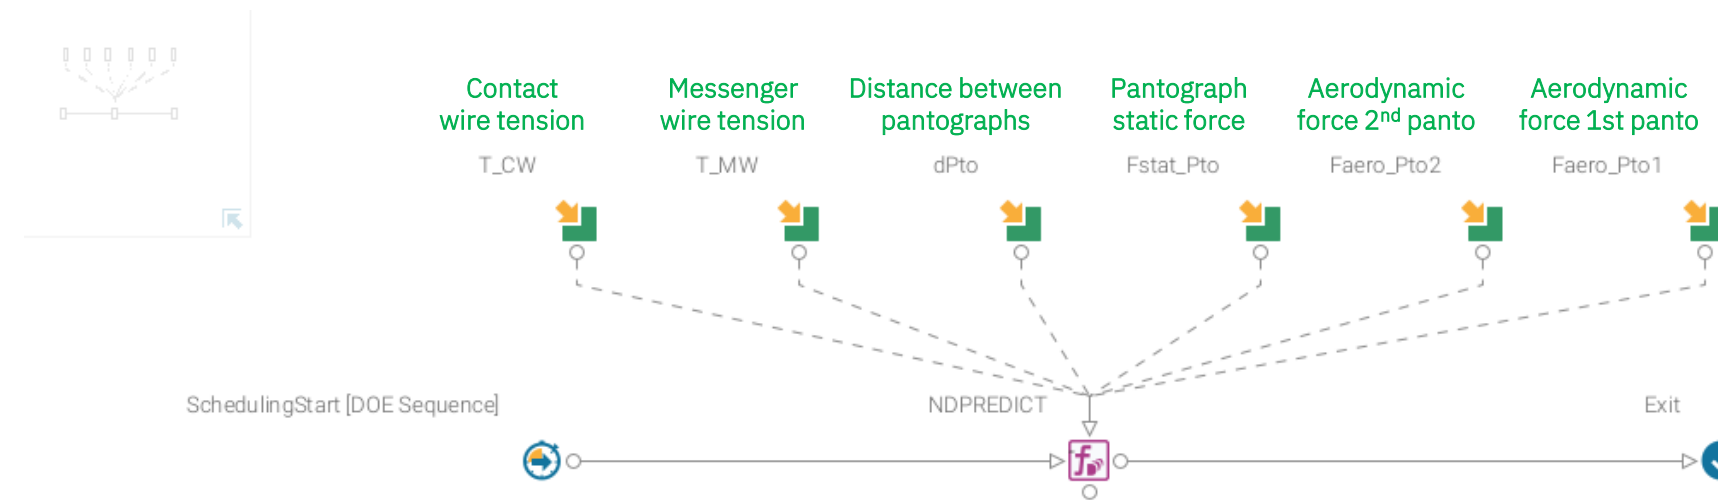 Contact
wire tension
Messenger
wire tension
Distance between
pantographs
Pantograph
static force
Aerodynamic
force 2nd panto
Aerodynamic
force 1st panto
T_CW
T_MW
dPto
Fstat_Pto
Faero_Pto2
Faero_Pto1
SchedulingStart [DOE Sequence]
NDPREDICT
Exit